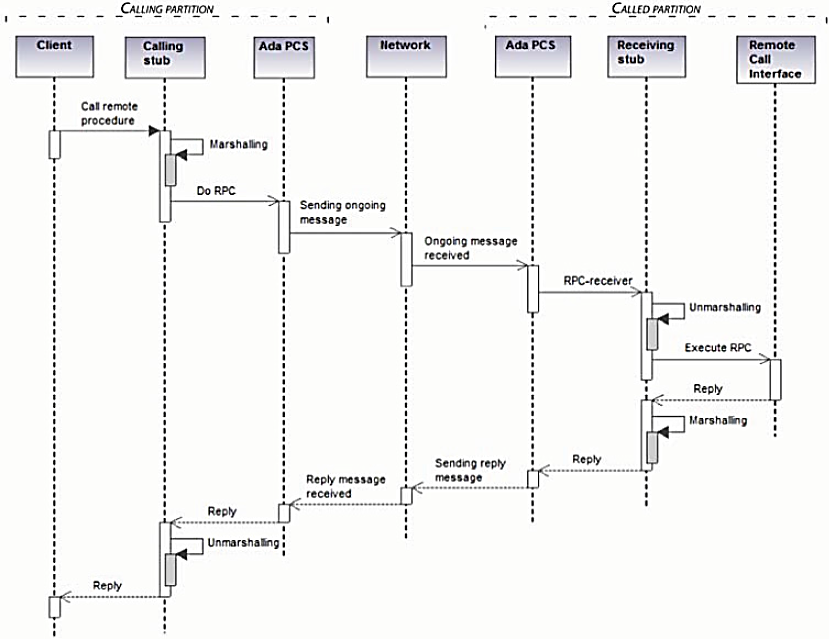 CALLING PARTITION
CALLED PARTITION
Client
Calling
stub
Ada PCS
Network
Ada PCS
Receiving
stub
Remote
Call
Interface
Call remote
procedure
Marshalling
Do RPC
Sending ongoing
message
Ongoing message
received
RPC-receiver
Unmarshalling
Execute RPC
Reply
Marshalling
Reply
Sending reply
message
Reply message
received
Reply
Unmarshalling
Reply